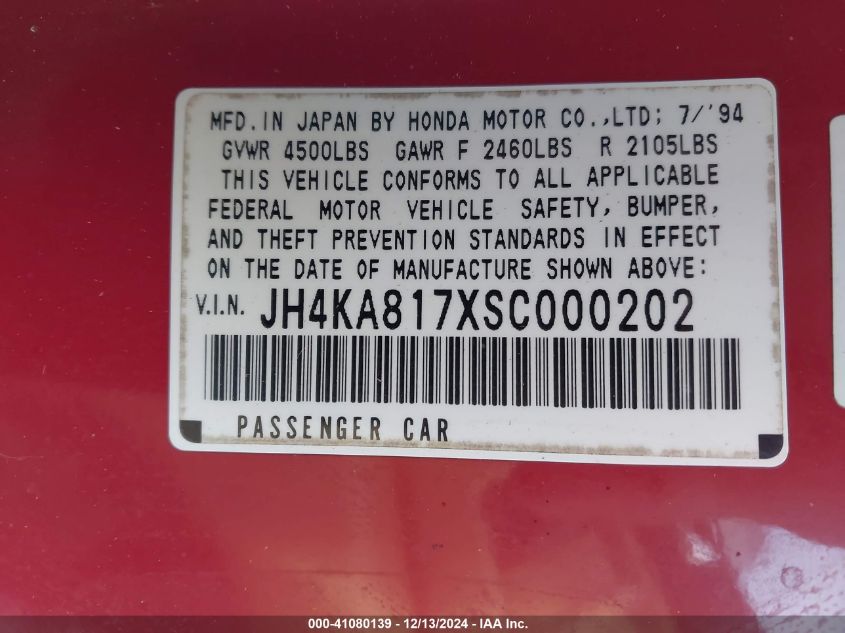 MFD. IN JAPAN BY HONDA MOTOR CO.,LTD; 7/'94
GVWR 4500LBS GAWR F 2460LBS R 2105LBS
THIS VEHICLE CONFORMS TO ALL APPLICABLE
FEDERAL MOTOR VEHICLE SAFETY, BUMPER,
AND THEFT PREVENTION STANDARDS IN EFFECT
ON THE DATE OF MANUFACTURE SHOWN ABOVE:
V.I.N. JH4KA817XSC000202
PASSENGER CAR
000-41080139 - 12/13/2024 - IAA Inc.